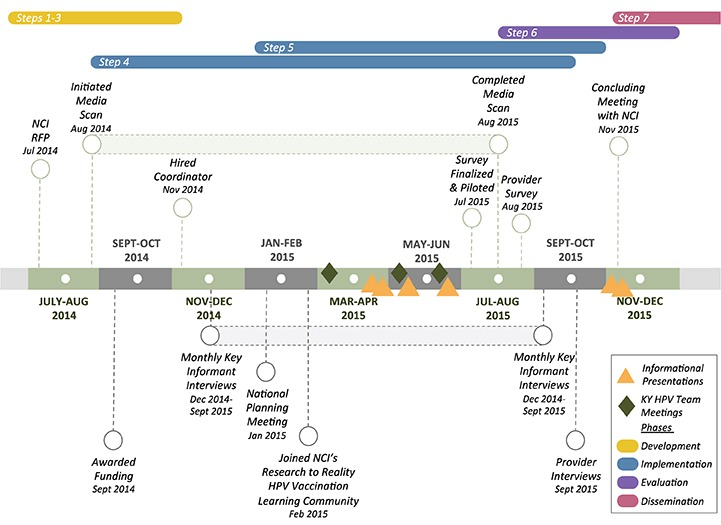 Steps 1-3
Step 7
Step 6
Step 5
Step 4
Initiated
Media
Scan
Aug 2014
Completed
Media
Scan
Aug 2015
Concluding
Meeting
with NCI
Nov 2015
NCI
RFP
Jul 2014
Hired
Coordinator
Nov 2014
Survey
Finalized
& Piloted
Jul 2015
Provider
Survey
Aug 2015
SEPT-OCT
2014
JAN-FEB
2015
MAY-JUN
2015
SEPT-OCT
2015
JULY-AUG
2014
NOV-DEC
2014
MAR-APR
2015
JUL-AUG
2015
NOV-DEC
2015
Monthly Key
Informant
Interviews
Dec 2014-
Sept 2015
National
Planning
Meeting
Jan 2015
Monthly Key
Informant
Interviews
Dec 2014-
Sept 2015
Awarded
Funding
Sept 2014
Joined NCI's
Research to Reality
HPV Vaccination
Learning Community
Feb 2015
Provider
Interviews
Sept 2015
Informational
Presentations
KY HPV Team
Meetings
Phases
Development
Implementation
Evaluation
Dissemination